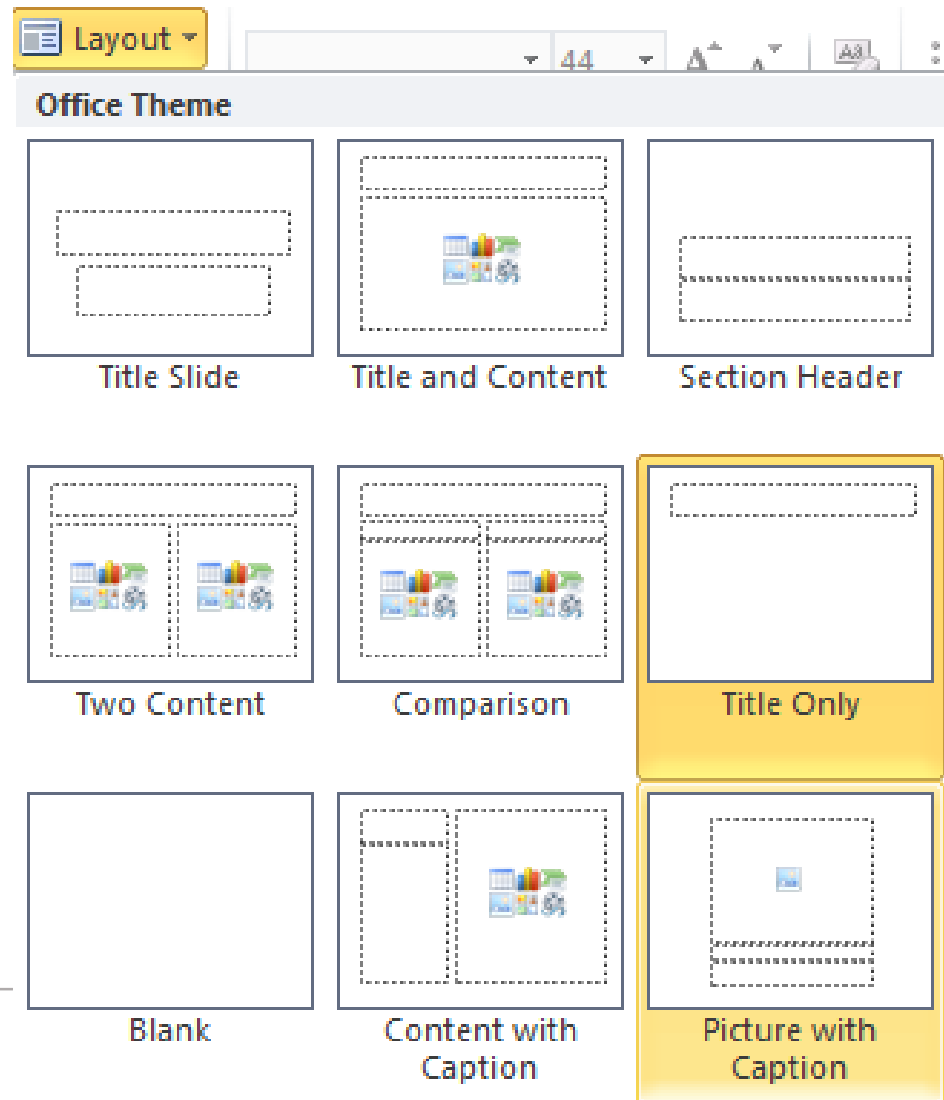 Layout
44 A A Aa
Office Theme
Title Slide
Title and Content
Section Header
Two Content
Comparison
Title Only
Blank
Content with
Caption
Picture with
Caption